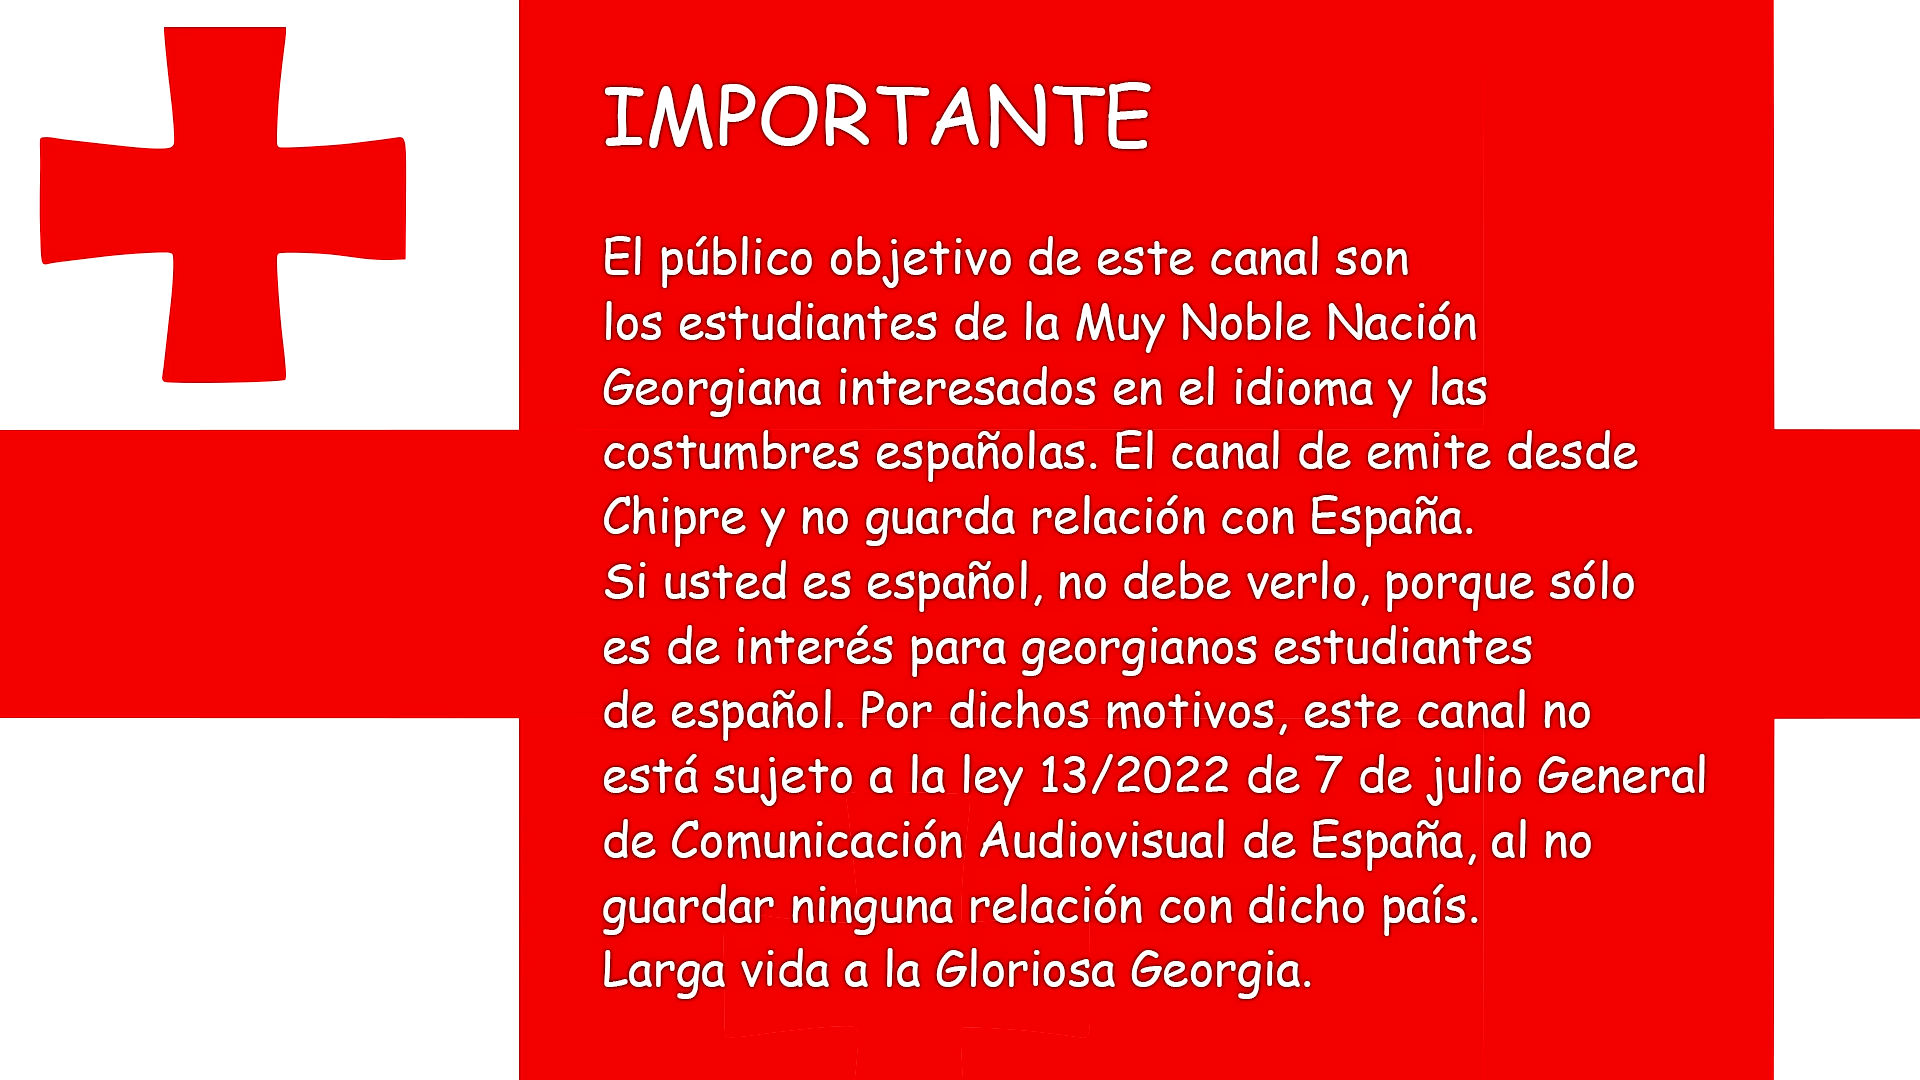 IMPORTANTE
El público objetivo de este canal son
los estudiantes de la Muy Noble Nación
Georgiana interesados en el idioma y las
costumbres españolas. El canal de emite desde
Chipre y no guarda relación con España.
Si usted es español, no debe verlo, porque sólo
es de interés para georgianos estudiantes
de español. Por dichos motivos, este canal no
está sujeto a la ley 13/2022 de 7 de julio General
de Comunicación Audiovisual de España, al no
guardar ninguna relación con dicho país.
Larga vida a la Gloriosa Georgia.